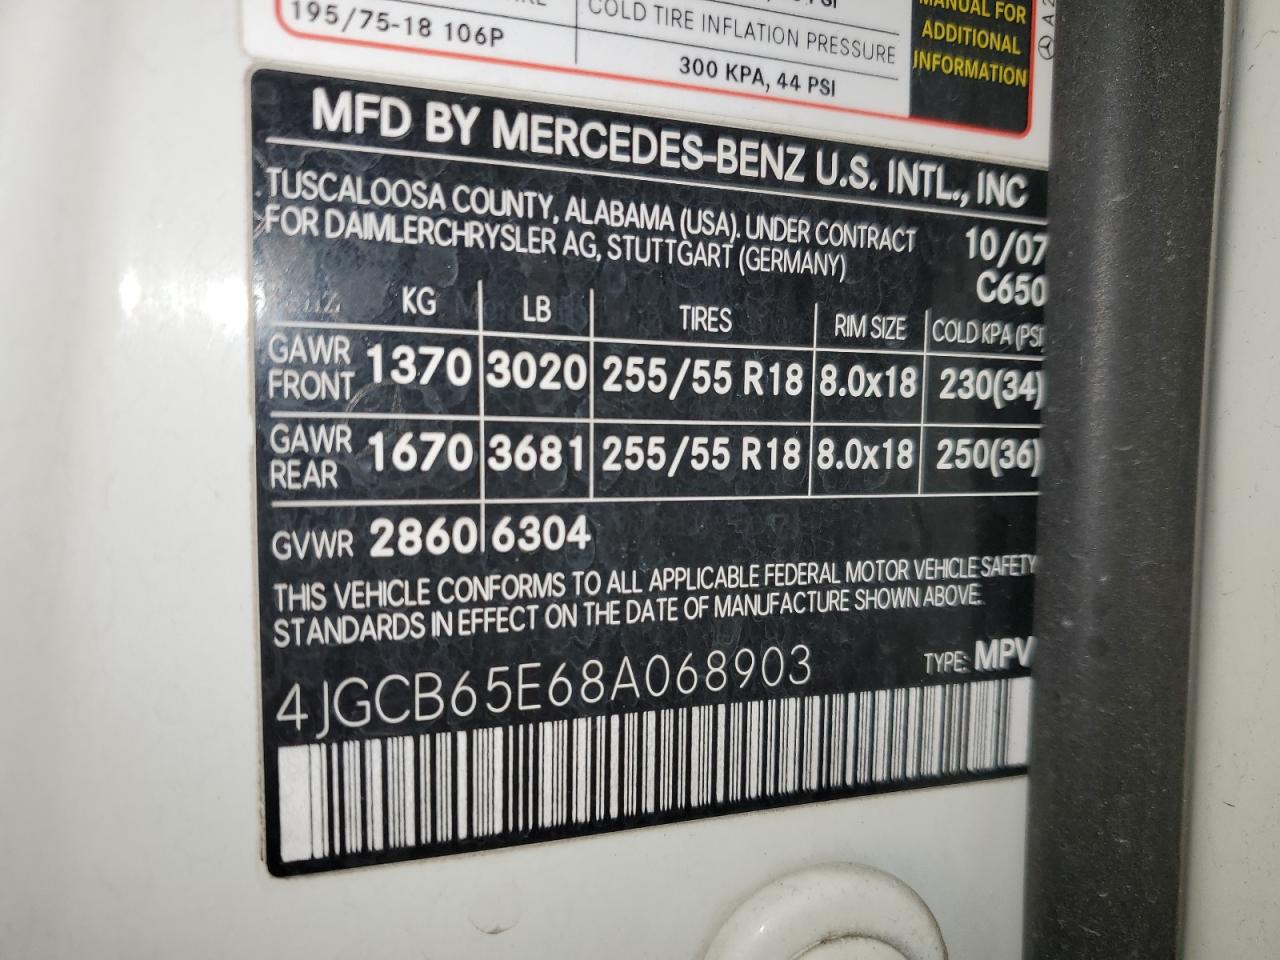 195/75-18 106P
COLD TIRE INFLATION PRESSURE
300 KPA, 44 PSI
MANUAL FOR
ADDITIONAL
INFORMATION
MFD BY MERCEDES-BENZ U.S. INTL., INC
TUSCALOOSA COUNTY, ALABAMA (USA). UNDER CONTRACT
FOR DAIMLERCHRYSLER AG, STUTTGART (GERMANY)
10/07
C650
KG LB TIRES RIM SIZE COLD KPA (PSI
GAWR FRONT 1370 3020 255/55 R18 8.0x18 230(34)
GAWR REAR 1670 3681 255/55 R18 8.0x18 250(36)
GVWR 2860 6304
THIS VEHICLE CONFORMS TO ALL APPLICABLE FEDERAL MOTOR VEHICLE SAFETY
STANDARDS IN EFFECT ON THE DATE OF MANUFACTURE SHOWN ABOVE.
4JGCB65E68A068903
TYPE: MPV